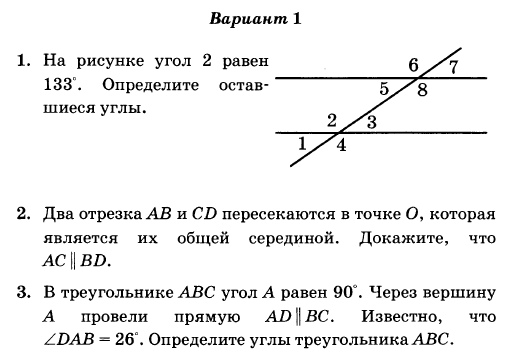 Вариант 1
1. На рисунке угол 2 равен
133°. Определите остав-
шиеся углы.
6 7
5 8
2 3
1 4
2. Два отрезка AB и CD пересекаются в точке O, которая
является их общей серединой. Докажите, что
AC || BD.
3. В треугольнике ABC угол A равен 90°. Через вершину
A провели прямую AD || BC. Известно, что
∠DAB = 26°. Определите углы треугольника ABC.